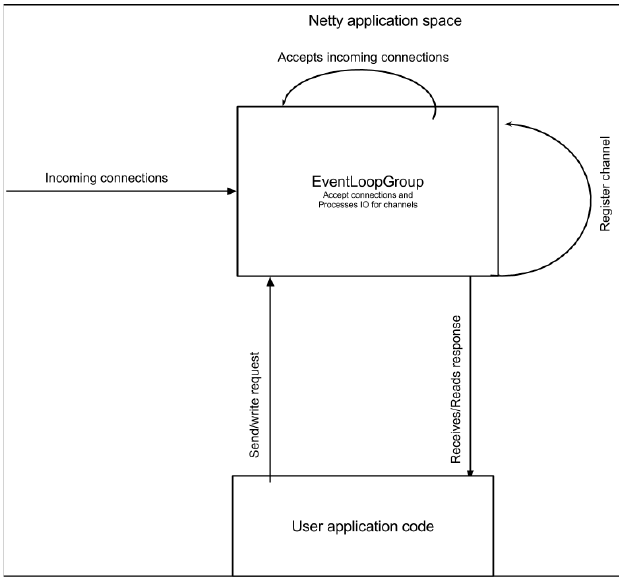 Netty application space
Accepts incoming connections
Incoming connections
EventLoopGroup
Accept connections and
Processes IO for channels
Register channel
Send/write request
Receives/Reads response
User application code